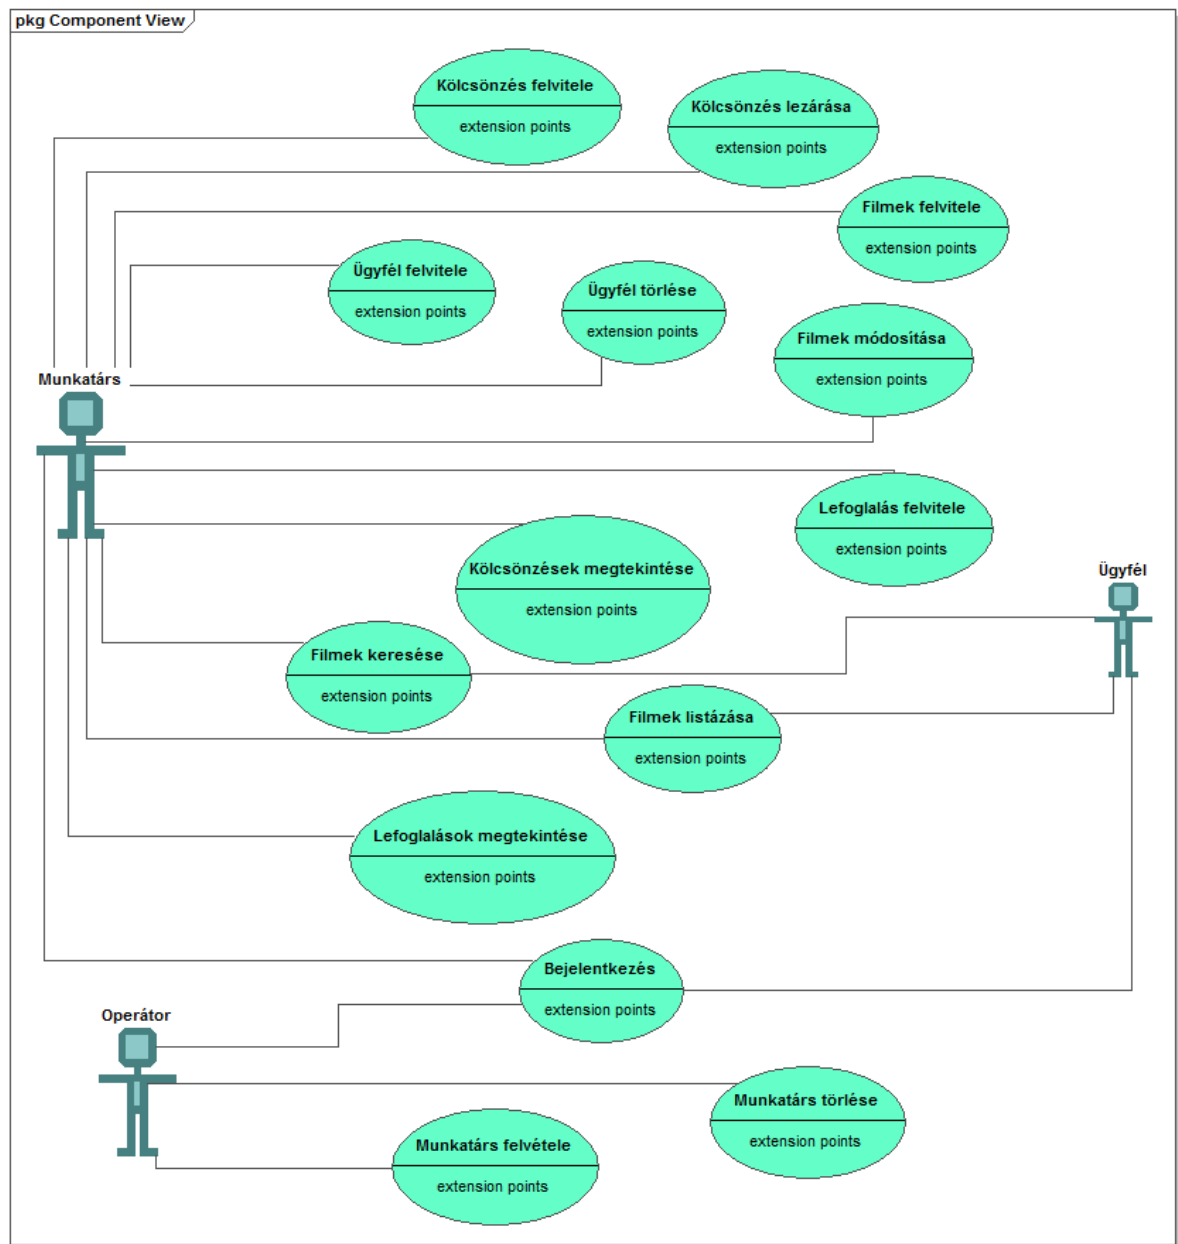 pkg Component View
Kölcsönzés felvitele
extension points
Kölcsönzés lezárása
extension points
Filmek felvitele
extension points
Ügyfél felvitele
extension points
Ügyfél törlése
extension points
Filmek módosítása
extension points
Munkatárs
Lefoglalás felvitele
extension points
Kölcsönzések megtekintése
extension points
Ügyfél
Filmek keresése
extension points
Filmek listázása
extension points
Lefoglalások megtekintése
extension points
Bejelentkezés
extension points
Operátor
Munkatárs törlése
extension points
Munkatárs felvétele
extension points